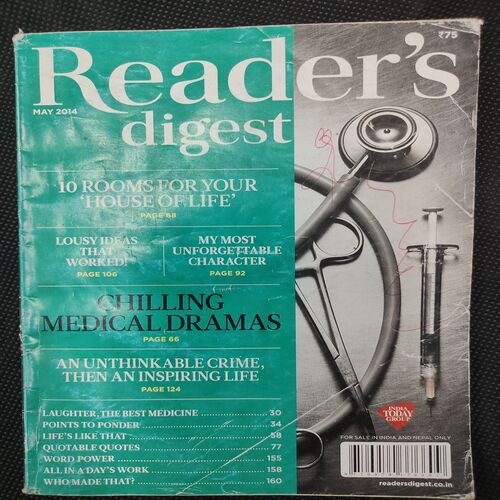 Reader's
digest
₹75
MAY 2014
10 ROOMS FOR YOUR
'HOUSE OF LIFE'
PAGE 88
LOUSY IDEAS
THAT
WORKED!
PAGE 106
MY MOST
UNFORGETTABLE
CHARACTER
PAGE 92
CHILLING
MEDICAL DRAMAS
PAGE 66
AN UNTHINKABLE CRIME,
THEN AN INSPIRING LIFE
PAGE 124
LAUGHTER, THE BEST MEDICINE 30
POINTS TO PONDER 34
LIFE'S LIKE THAT 38
QUOTABLE QUOTES 77
WORD POWER 155
ALL IN A DAY'S WORK 158
WHO MADE THAT? 160
INDIA
TODAY
GROUP
FOR SALE IN INDIA AND NEPAL ONLY
readersdigest.co.in